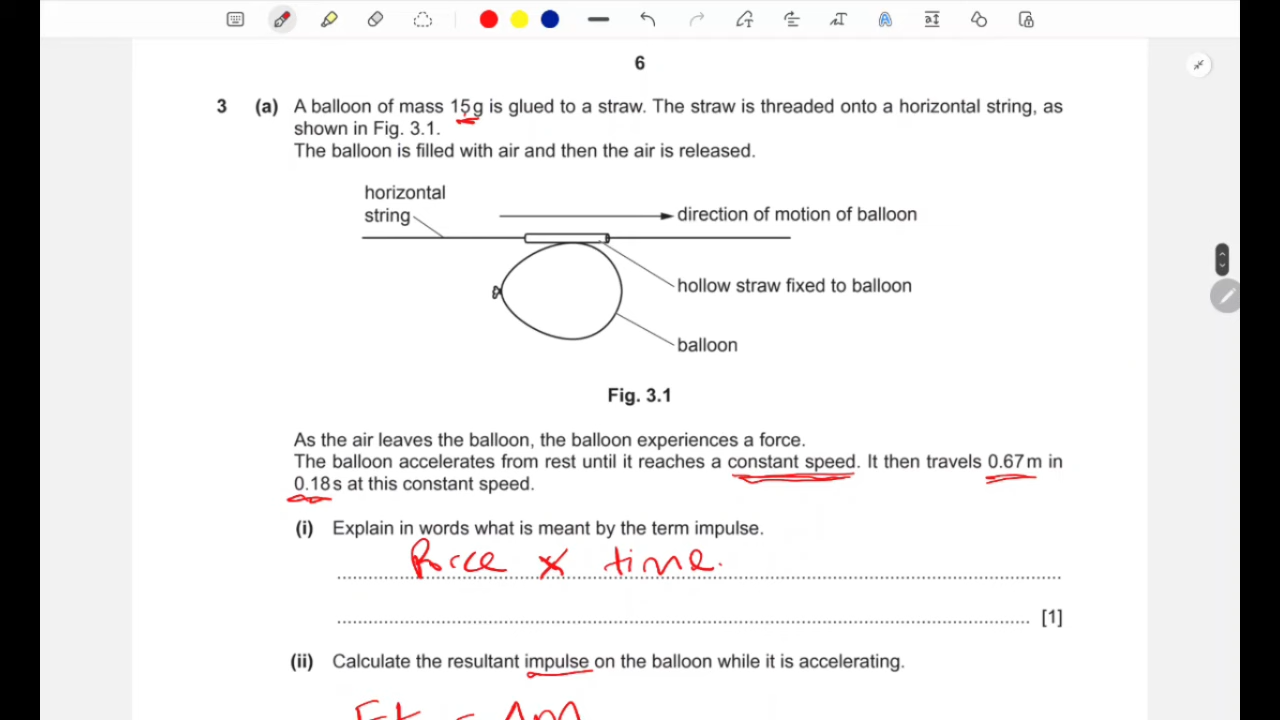 6
3 (a) A balloon of mass 15g is glued to a straw. The straw is threaded onto a horizontal string, as
shown in Fig. 3.1.
The balloon is filled with air and then the air is released.
horizontal
string
direction of motion of balloon
hollow straw fixed to balloon
balloon
Fig. 3.1
As the air leaves the balloon, the balloon experiences a force.
The balloon accelerates from rest until it reaches a constant speed. It then travels 0.67m in
0.18s at this constant speed.
(i) Explain in words what is meant by the term impulse.
Force × time.
[1]
(ii) Calculate the resultant impulse on the balloon while it is accelerating.